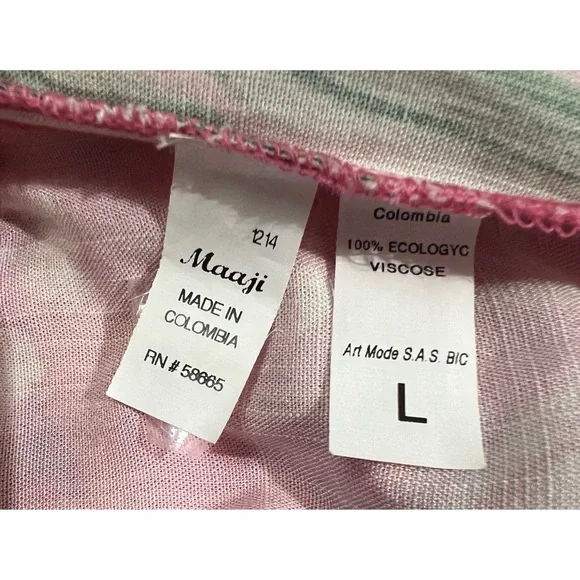 1214
Maaji
MADE IN
COLOMBIA
RN # 58665
Colombia
100% ECOLOGYC
VISCOSE
Art Mode S.A.S. BIC
L